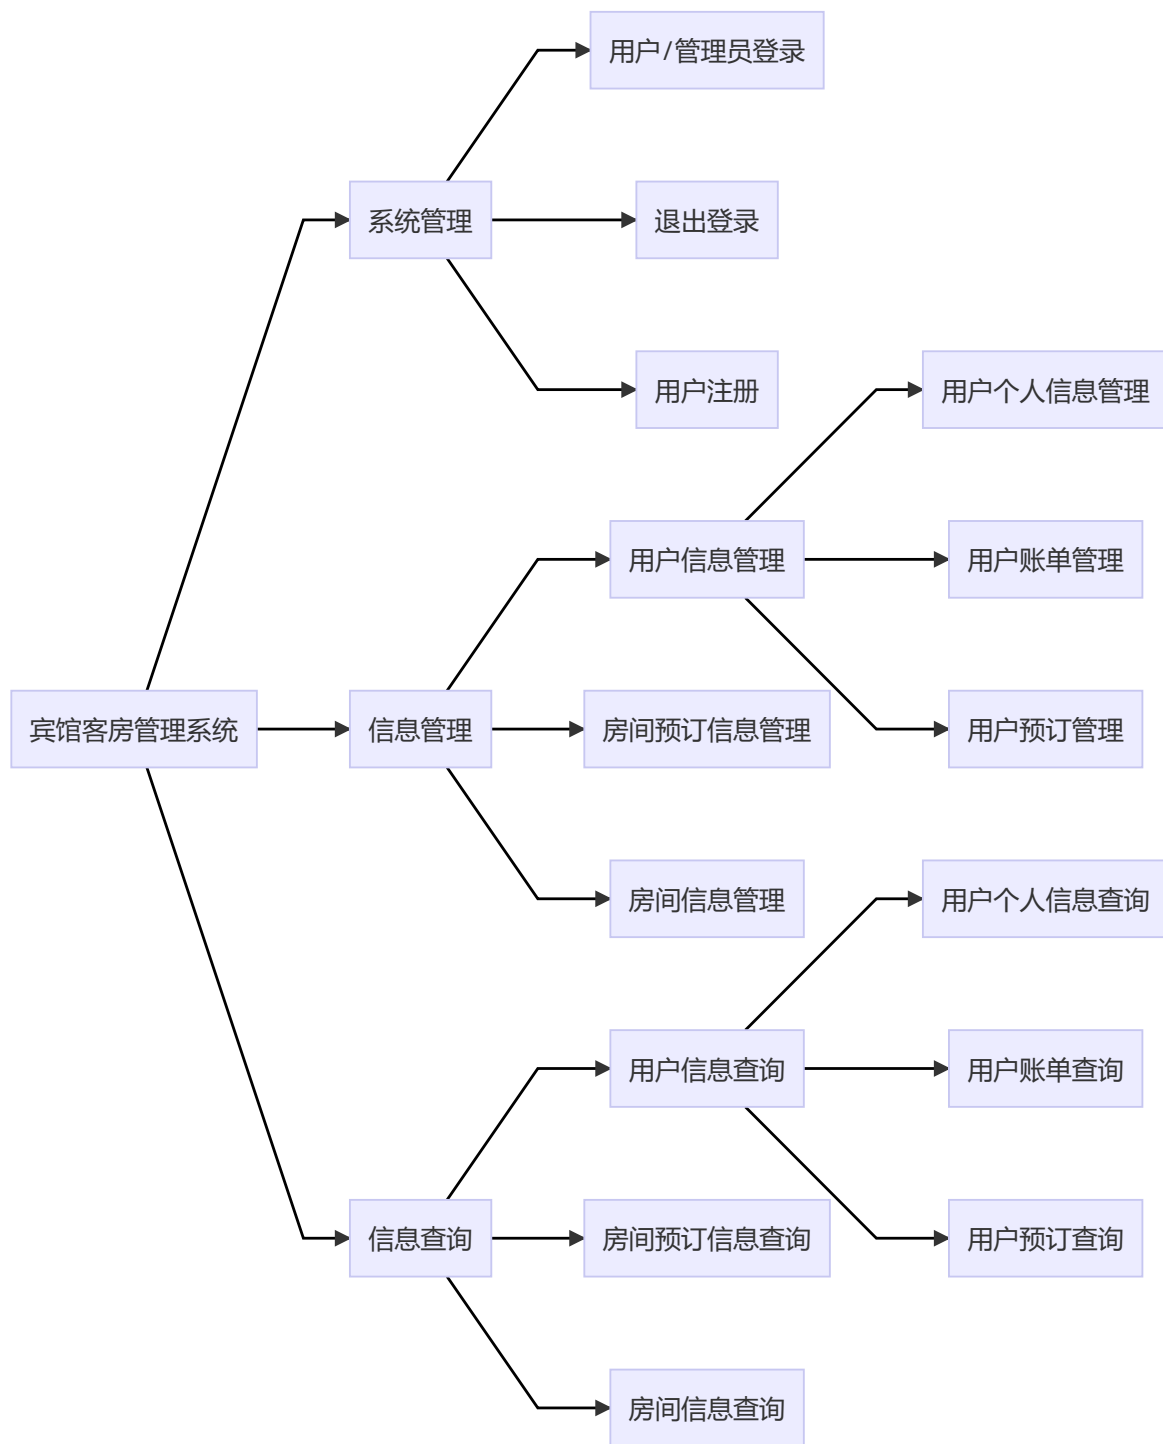 用户/管理员登录
系统管理
退出登录
用户注册
用户个人信息管理
用户信息管理
用户账单管理
宾馆客房管理系统
信息管理
房间预订信息管理
用户预订管理
房间信息管理
用户个人信息查询
用户信息查询
用户账单查询
信息查询
房间预订信息查询
用户预订查询
房间信息查询